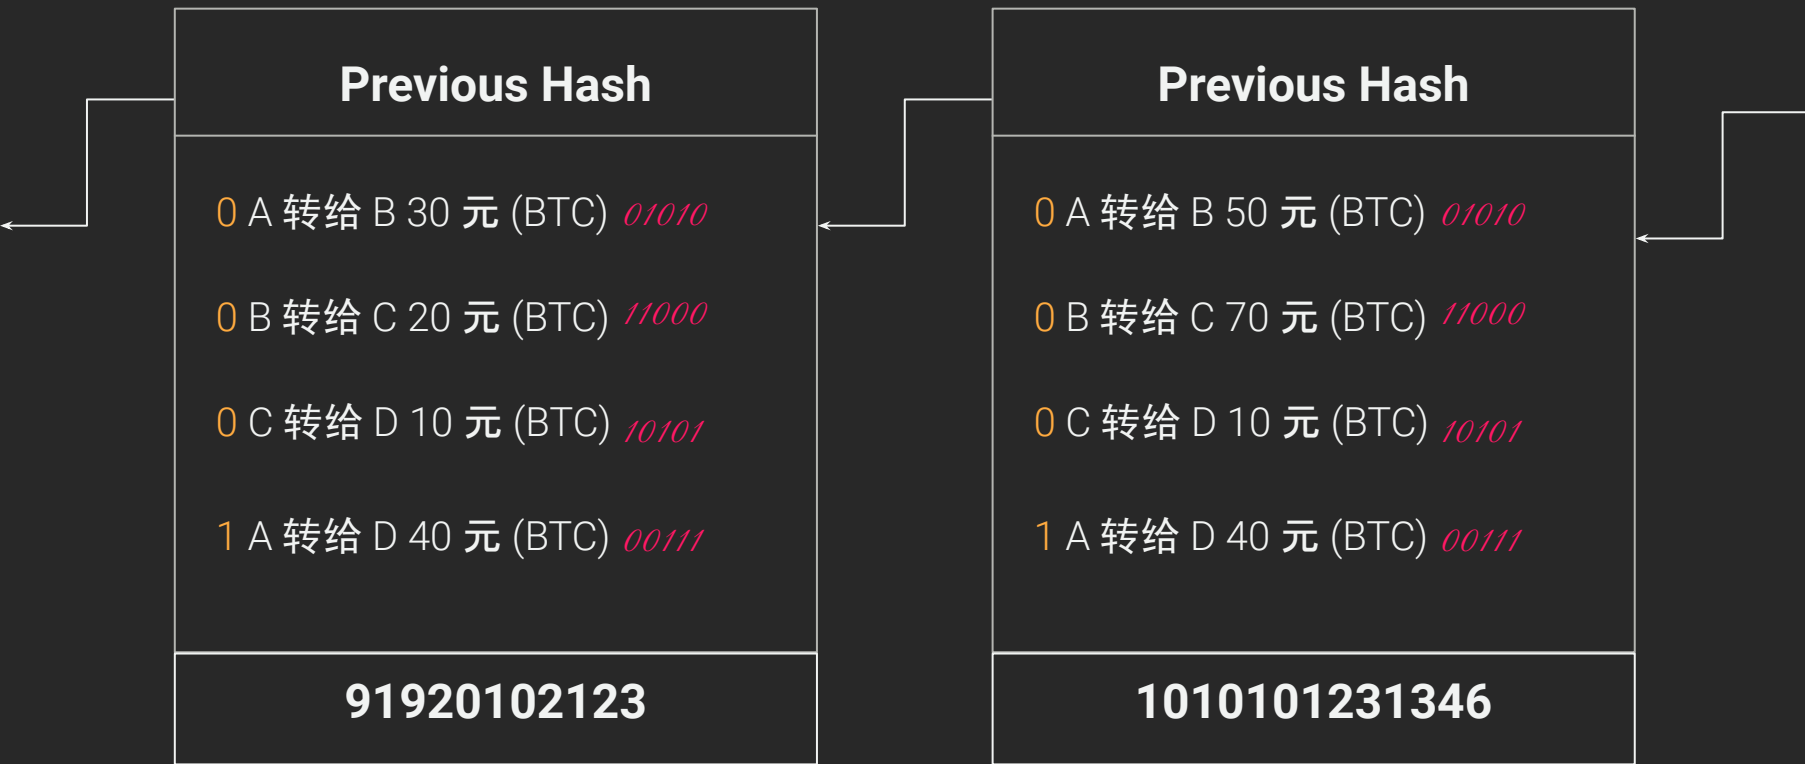 Previous Hash
0 A 转给 B 30 元 (BTC) 01010
0 B 转给 C 20 元 (BTC) 11000
0 C 转给 D 10 元 (BTC) 10101
1 A 转给 D 40 元 (BTC) 00111
91920102123
Previous Hash
0 A 转给 B 50 元 (BTC) 01010
0 B 转给 C 70 元 (BTC) 11000
0 C 转给 D 10 元 (BTC) 10101
1 A 转给 D 40 元 (BTC) 00111
1010101231346